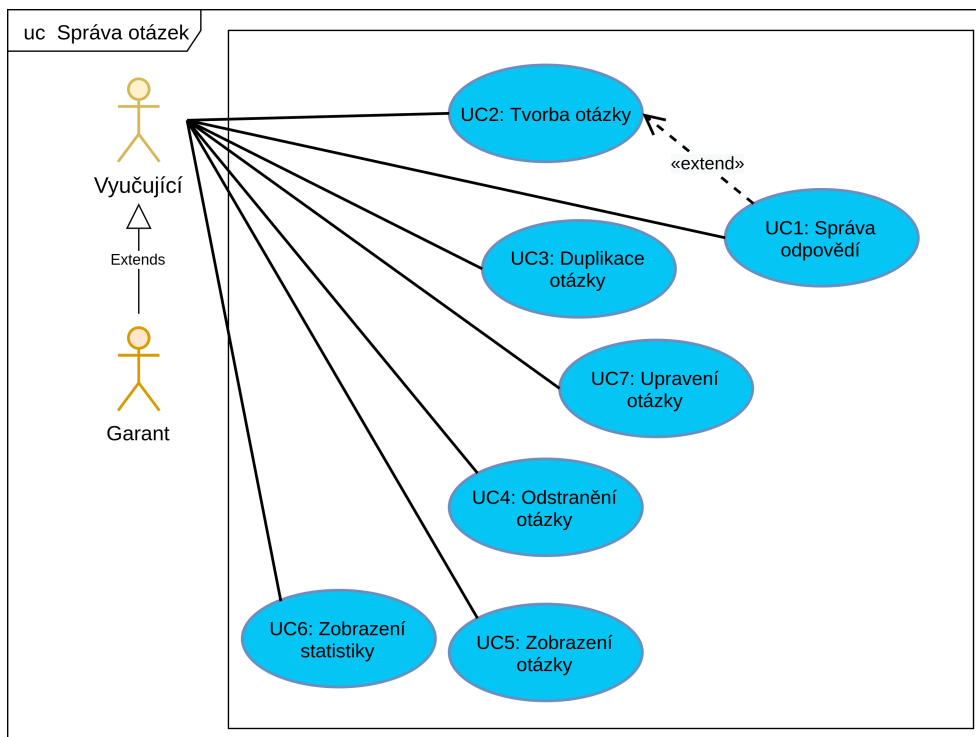 uc  Správa otázek
Vyučující
Extends
Garant
UC2: Tvorba otázky
«extend»
UC1: Správa
odpovědí
UC3: Duplikace
otázky
UC7: Upravení
otázky
UC4: Odstranění
otázky
UC6: Zobrazení
statistiky
UC5: Zobrazení
otázky